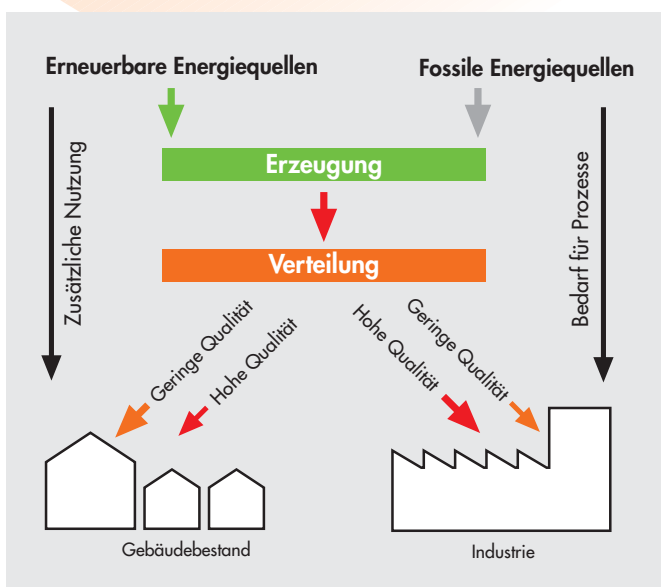 Erneuerbare Energiequellen
Fossile Energiequellen
Erzeugung
Zusätzliche Nutzung
Bedarf für Prozesse
Verteilung
Geringe Qualität
Hohe Qualität
Hohe Qualität
Geringe Qualität
Gebäudebestand
Industrie